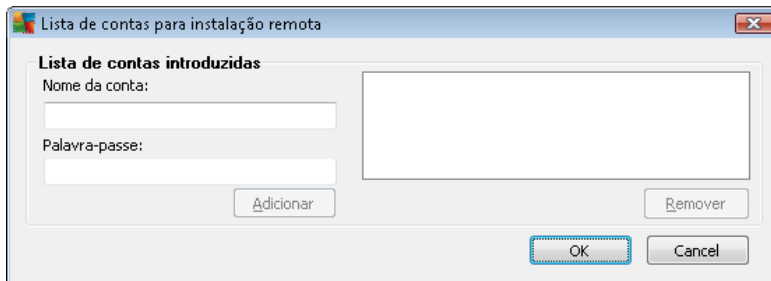 Lista de contas para instalação remota
Lista de contas introduzidas
Nome da conta:
Palavra-passe:
Adicionar
Remover
OK
Cancel